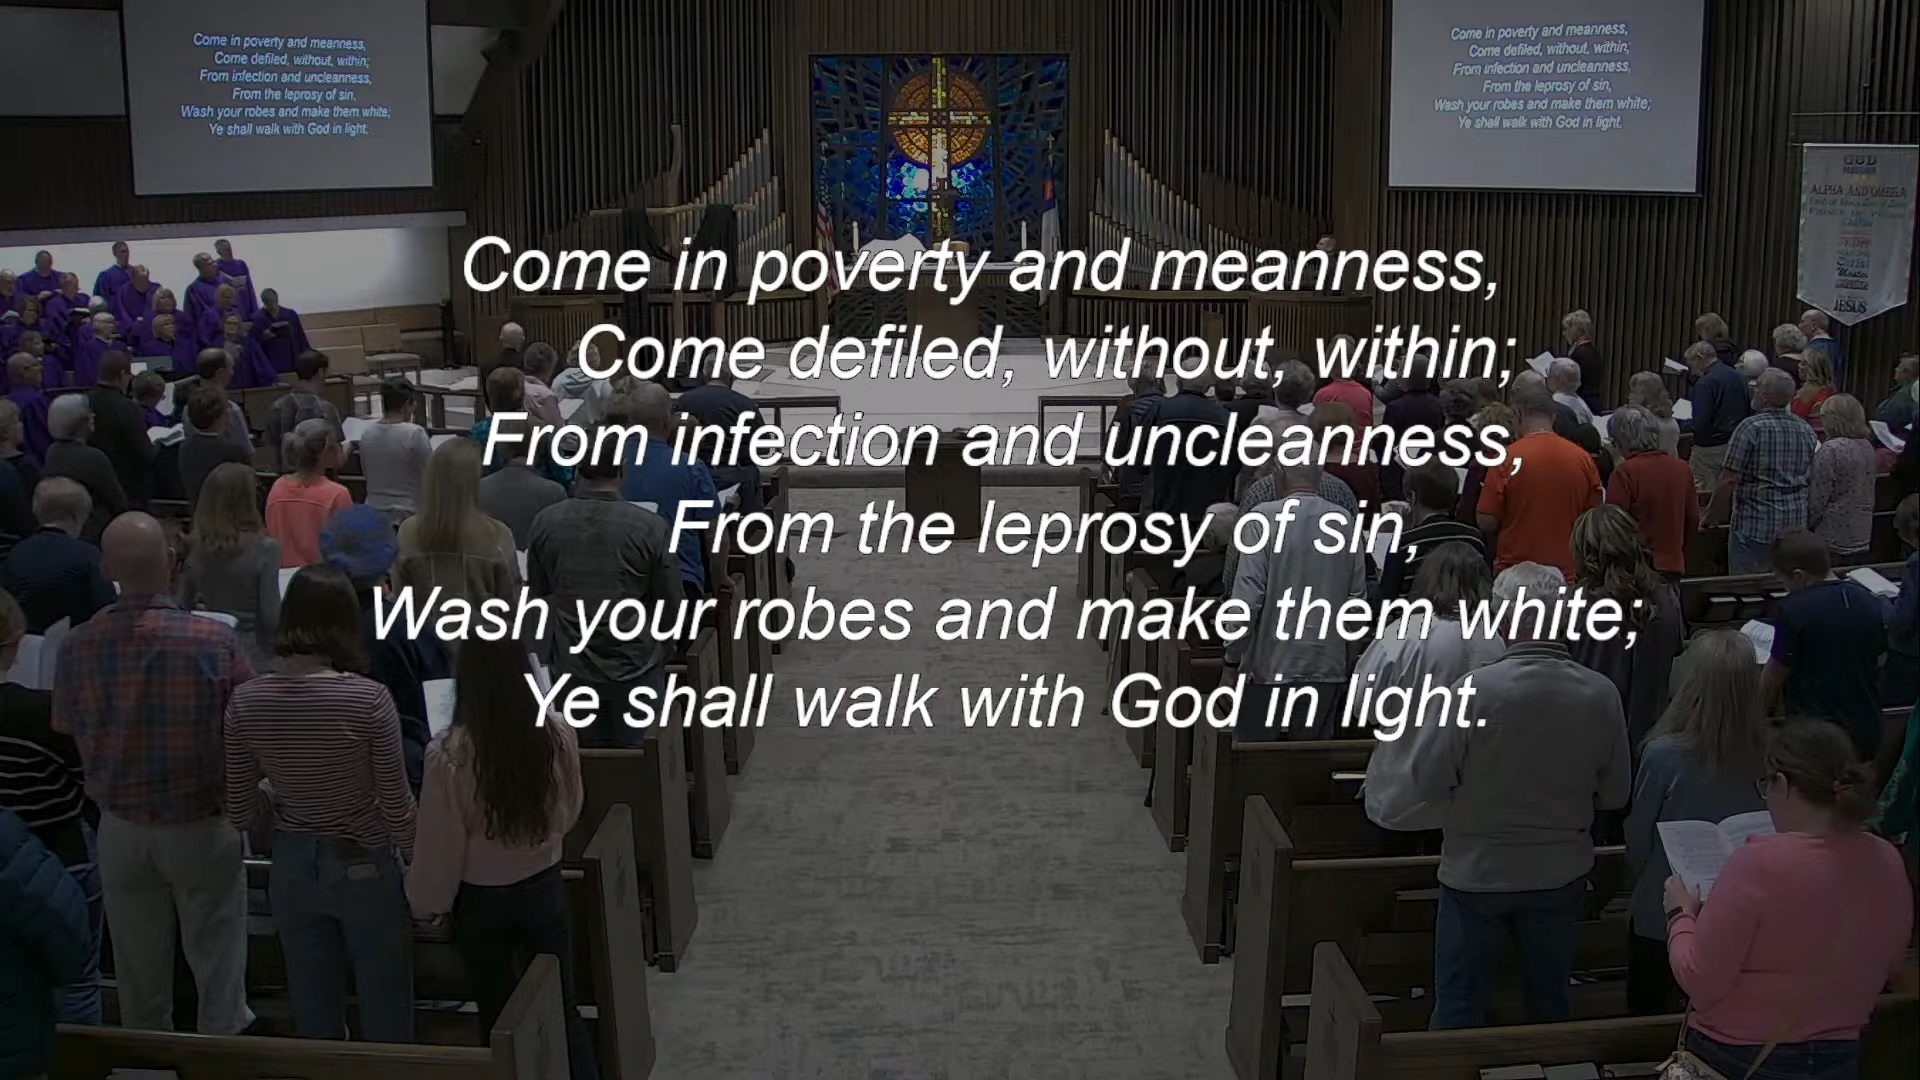 Come in poverty and meanness,
Come defiled, without, within;
From infection and uncleanness,
From the leprosy of sin,
Wash your robes and make them white;
Ye shall walk with God in light.
Come in poverty and meanness,
Come defiled, without, within;
From infection and uncleanness,
From the leprosy of sin,
Wash your robes and make them white;
Ye shall walk with God in light.
GOD
ALPHA AND OMEGA
Master
JESUS
Come in poverty and meanness,
Come defiled, without, within;
From infection and uncleanness,
From the leprosy of sin,
Wash your robes and make them white;
Ye shall walk with God in light.